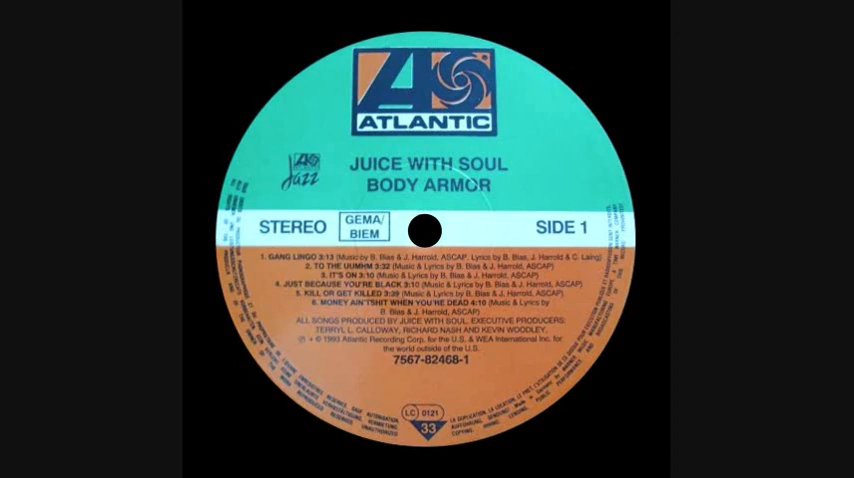 ATLANTIC
Jazz
JUICE WITH SOUL
BODY ARMOR
STEREO
GEMA/
BIEM
SIDE 1
1. GANG LINGO 3:13 (Music by B. Bias & J. Harrold, ASCAP. Lyrics by B. Bias, J. Harrold & C. Laing)
2. TO THE UUMHM 3:32 (Music & Lyrics by B. Bias & J. Harrold, ASCAP)
3. IT'S ON 3:10 (Music & Lyrics by B. Bias & J. Harrold, ASCAP)
4. JUST BECAUSE YOU'RE BLACK 3:10 (Music & Lyrics by B. Bias & J. Harrold, ASCAP)
5. KILL OR GET KILLED 3:39 (Music & Lyrics by B. Bias & J. Harrold, ASCAP)
6. MONEY AIN'TSHIT WHEN YOU'RE DEAD 4:10 (Music & Lyrics by
B. Bias & J. Harrold, ASCAP)
ALL SONGS PRODUCED BY JUICE WITH SOUL. EXECUTIVE PRODUCERS:
TERRYL L. CALLOWAY, RICHARD NASH AND KEVIN WOODLEY.
℗ + © 1993 Atlantic Recording Corp. for the U.S. & WEA International Inc. for
the world outside of the U.S.
7567-82468-1
LC 0121
33